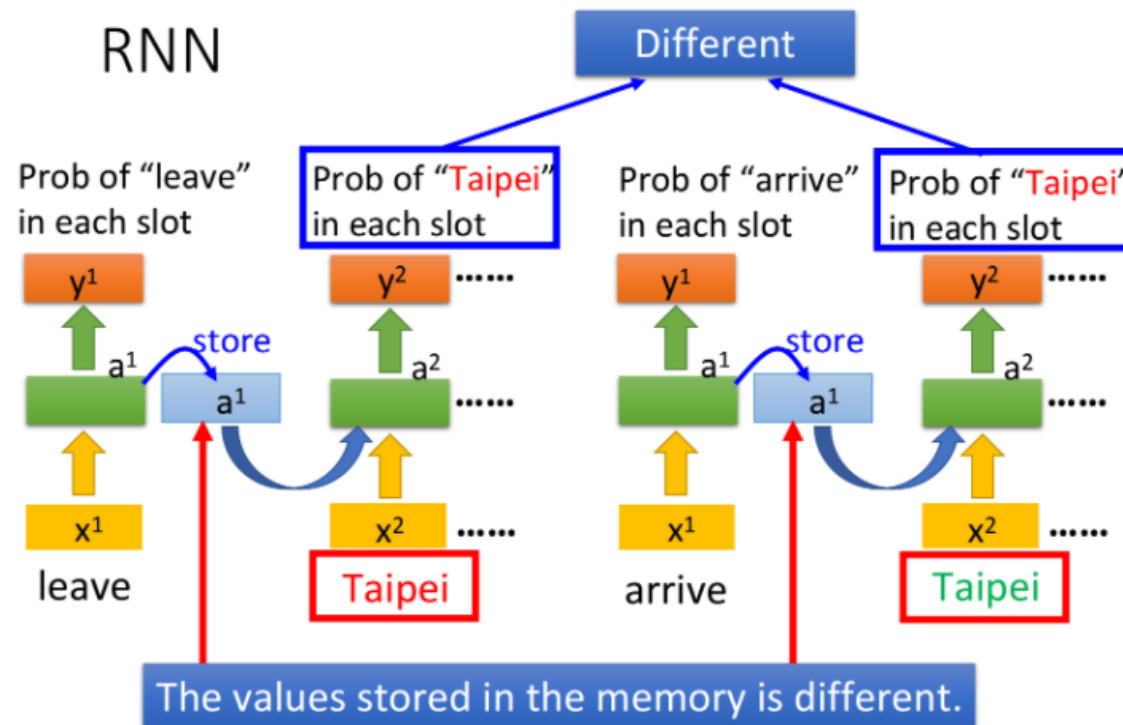 RNN
Different
Prob of “leave”
in each slot
Prob of “Taipei”
in each slot
Prob of “arrive”
in each slot
Prob of “Taipei”
in each slot
y¹
y²
......
y¹
y²
......
store
store
a¹
a¹
a²
......
a¹
a¹
a²
......
x¹
x²
......
x¹
x²
......
leave
Taipei
arrive
Taipei
The values stored in the memory is different.